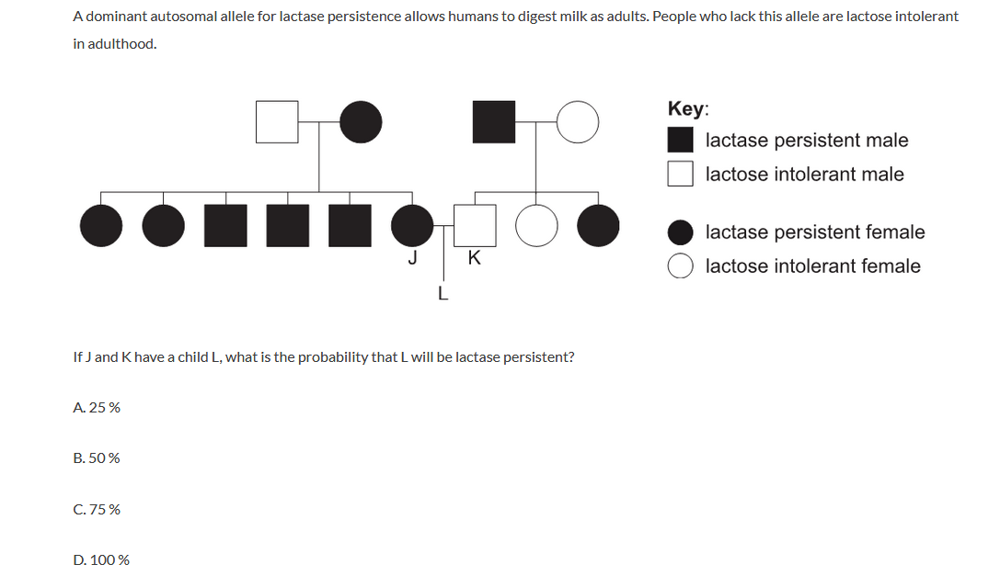 A dominant autosomal allele for lactase persistence allows humans to digest milk as adults. People who lack this allele are lactose intolerant
in adulthood.
Key:
lactase persistent male
lactose intolerant male
lactase persistent female
lactose intolerant female
J
K
L
If J and K have a child L, what is the probability that L will be lactase persistent?
A. 25 %
B. 50 %
C. 75 %
D. 100 %